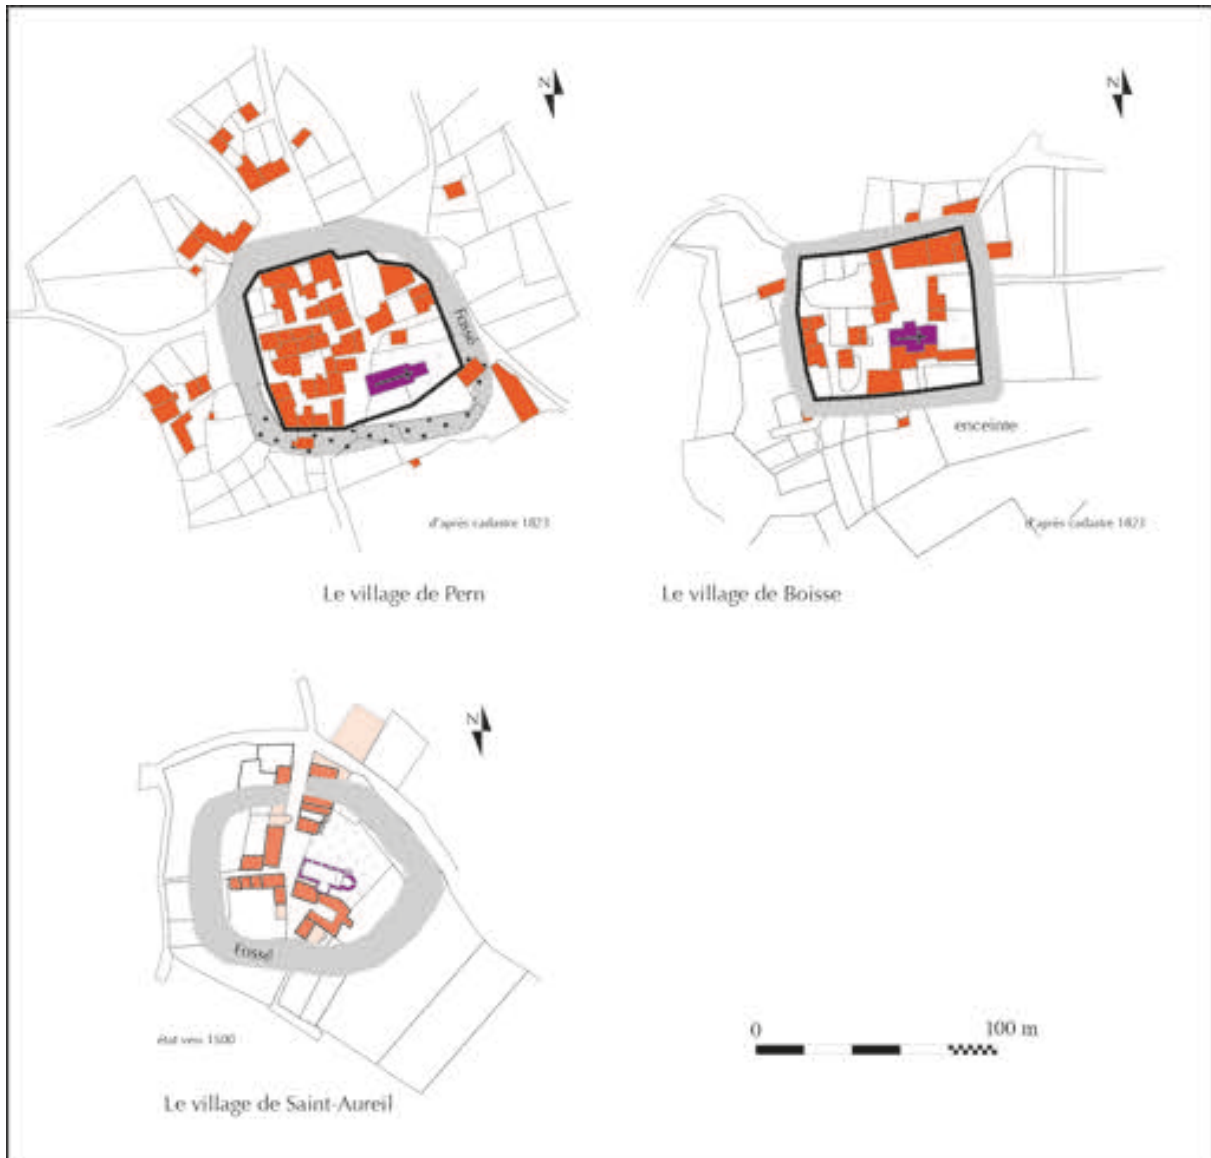 N
N
Fossé
enceinte
d'après cadastre 1823
d'après cadastre 1823
Le village de Pern
Le village de Boisse
N
Fossé
état vers 1500
0 100 m
Le village de Saint-Aureil